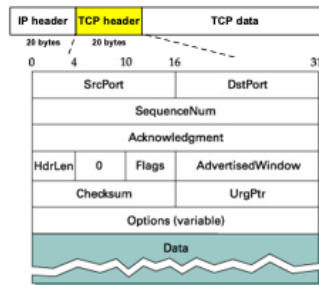 IP header TCP header TCP data
20 bytes 20 bytes
0 4 10 16 31
SrcPort DstPort
SequenceNum
Acknowledgment
HdrLen 0 Flags AdvertisedWindow
Checksum UrgPtr
Options (variable)
Data